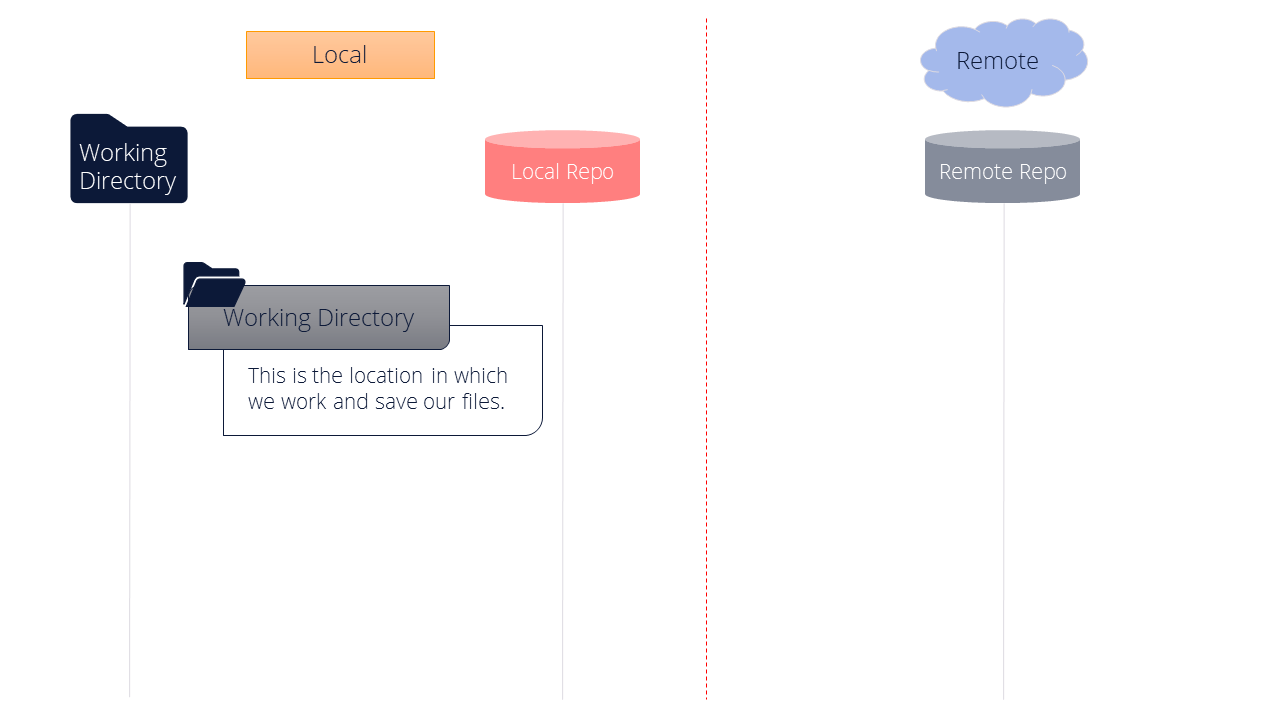 Local
Remote
Working
Directory
Local Repo
Remote Repo
Working Directory
This is the location in which
we work and save our files.